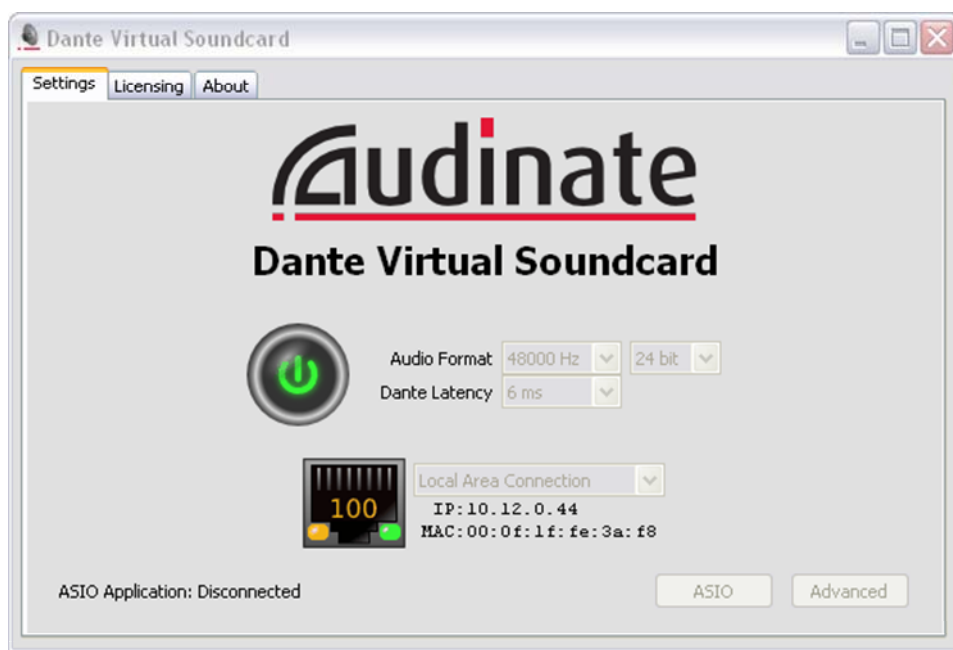 Dante Virtual Soundcard
Settings Licensing About
Audinate
Dante Virtual Soundcard
Audio Format 48000 Hz 24 bit
Dante Latency 6 ms
Local Area Connection
100
IP:10.12.0.44
MAC:00:0f:1f:fe:3a:f8
ASIO Application: Disconnected ASIO Advanced